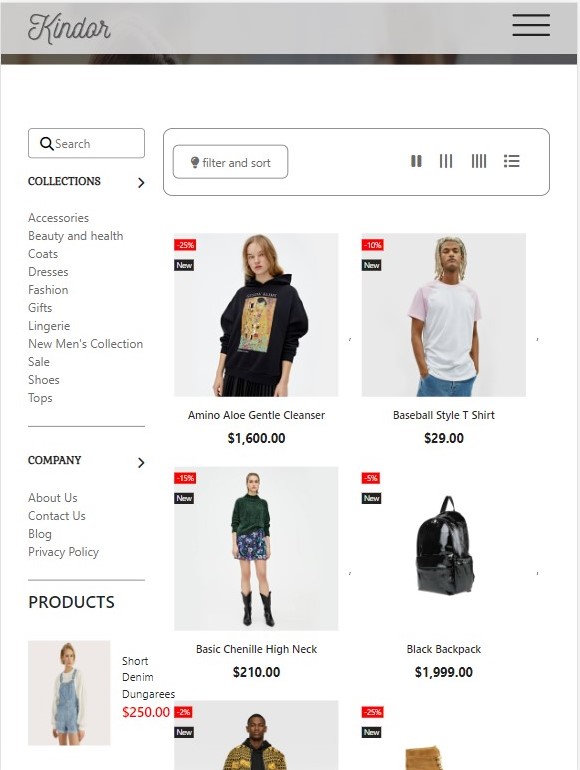 Kindor
Search
COLLECTIONS
Accessories
Beauty and health
Coats
Dresses
Fashion
Gifts
Lingerie
New Men's Collection
Sale
Shoes
Tops
COMPANY
About Us
Contact Us
Blog
Privacy Policy
PRODUCTS
Short
Denim
Dungarees
$250.00
filter and sort
-25%
New
Amino Aloe Gentle Cleanser
$1,600.00
,
-10%
New
Baseball Style T Shirt
$29.00
,
-15%
New
Basic Chenille High Neck
$210.00
,
-5%
New
Black Backpack
$1,999.00
,
-2%
New
-25%
New